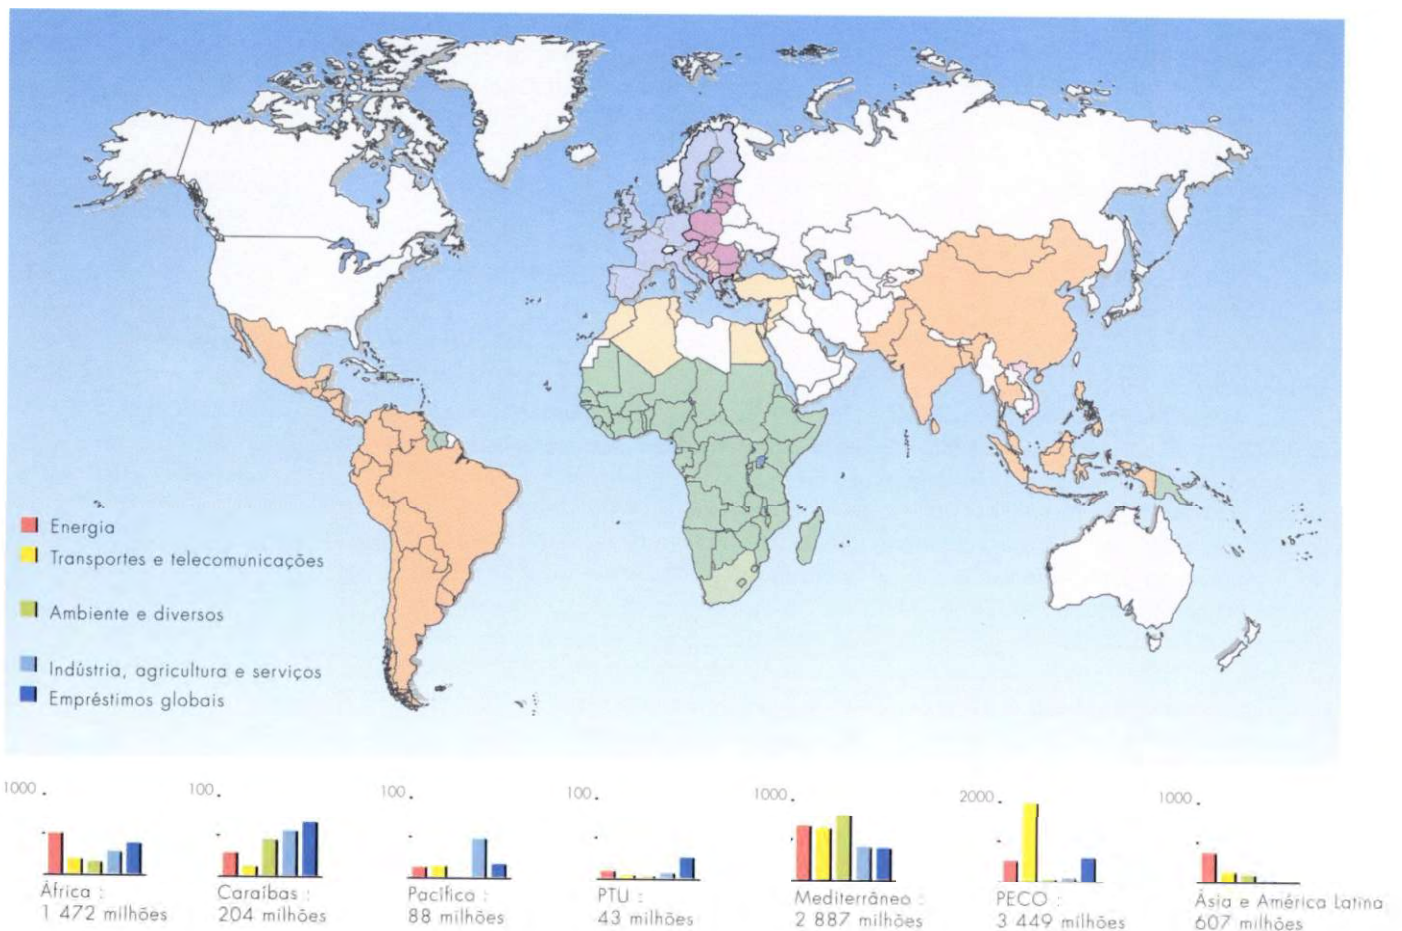 Energia
Transportes e telecomunicações
Ambiente e diversos
Indústria, agricultura e serviços
Empréstimos globais
1000
100
100
100
1000
2000
1000
África :
1 472 milhões
Caraíbas :
204 milhões
Pacífico :
88 milhões
PTU :
43 milhões
Mediterrâneo :
2 887 milhões
PECO :
3 449 milhões
Ásia e América Latina
607 milhões